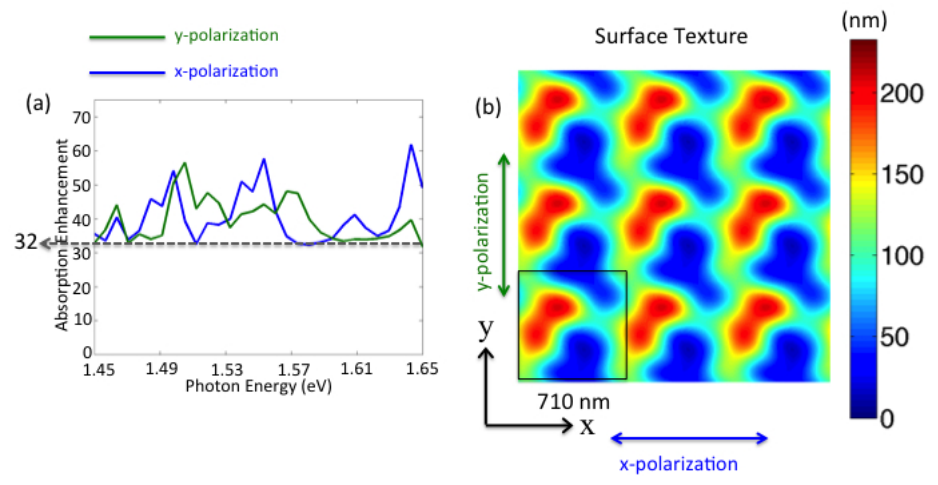 y-polarization
x-polarization
(a)
Absorption Enhancement
70
60
50
40
30
20
10
0
32
1.45 1.49 1.53 1.57 1.61 1.65
Photon Energy (eV)
Surface Texture
(b)
y-polarization
y
x
710 nm
x-polarization
(nm)
200
150
100
50
0